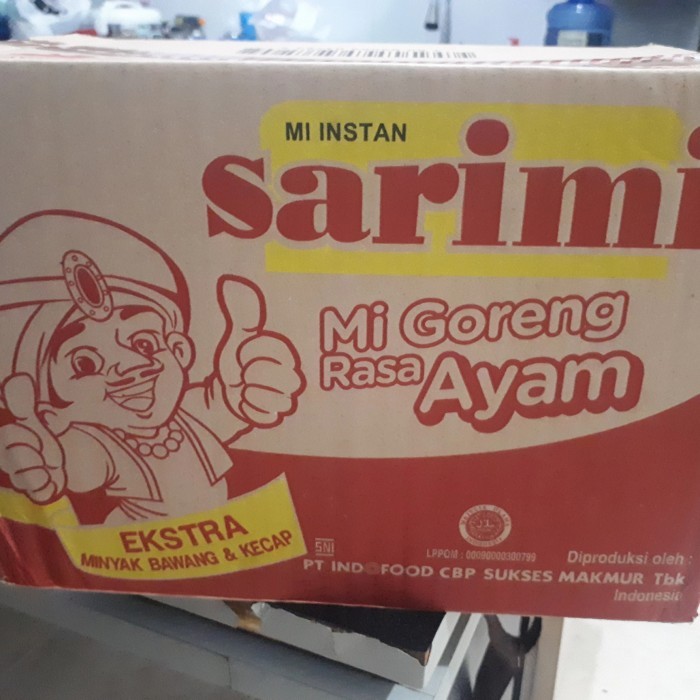 MI INSTAN
sarimi
Mi Goreng
Rasa Ayam
EKSTRA
MINYAK BAWANG & KECAP
SNI
LPPOM : 00090000300799
Diproduksi oleh :
PT INDOFOOD CBP SUKSES MAKMUR Tbk
Indonesia